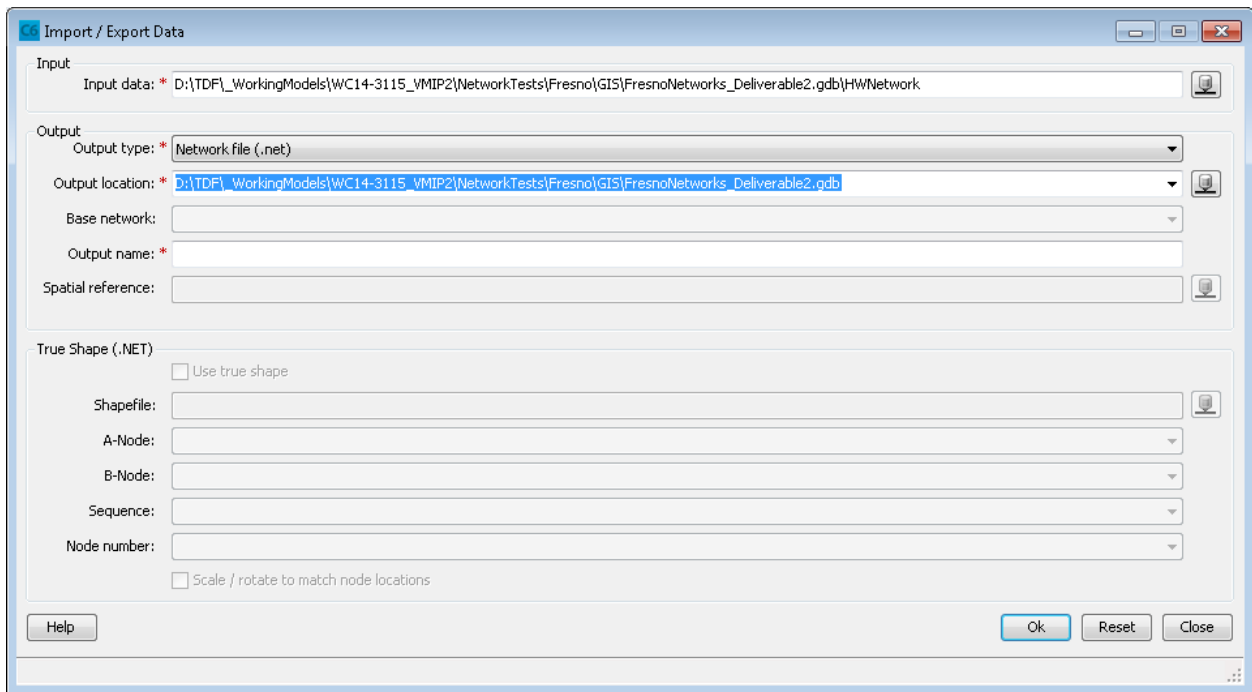 C6 Import / Export Data
Input
Input data: * D:\TDF\_WorkingModels\WC14-3115_VMIP2\NetworkTests\Fresno\GIS\FresnoNetworks_Deliverable2.gdb\HWNetwork
Output
Output type: * Network file (.net)
Output location: * D:\TDF\_WorkingModels\WC14-3115_VMIP2\NetworkTests\Fresno\GIS\FresnoNetworks_Deliverable2.gdb
Base network:
Output name: *
Spatial reference:
True Shape (.NET)
Use true shape
Shapefile:
A-Node:
B-Node:
Sequence:
Node number:
Scale / rotate to match node locations
Help Ok Reset Close